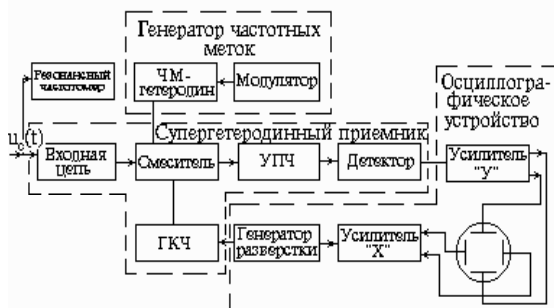 Генератор частотных
меток
Резонансный
частотомер
ЧМ-
гетеродин
Модулятор
Осциллогра-
фическое
устройство
u_c(t)
Супергетеродинный приемник
Входная
цепь
Смеситель
УПЧ
Детектор
Усилитель
"У"
ГКЧ
Генератор
развертки
Усилитель
"Х"